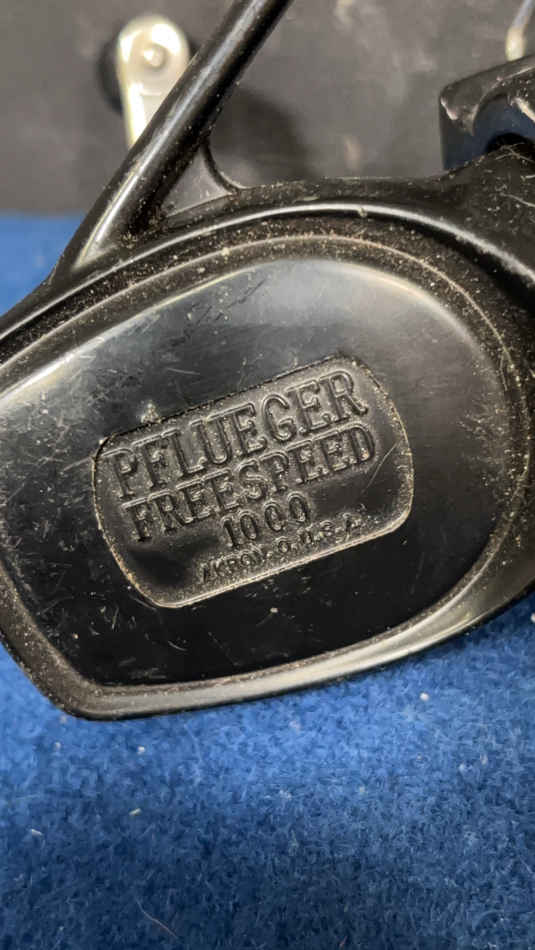 PFLUEGER
FREESPEED
1000
AKRON, O. U.S.A.